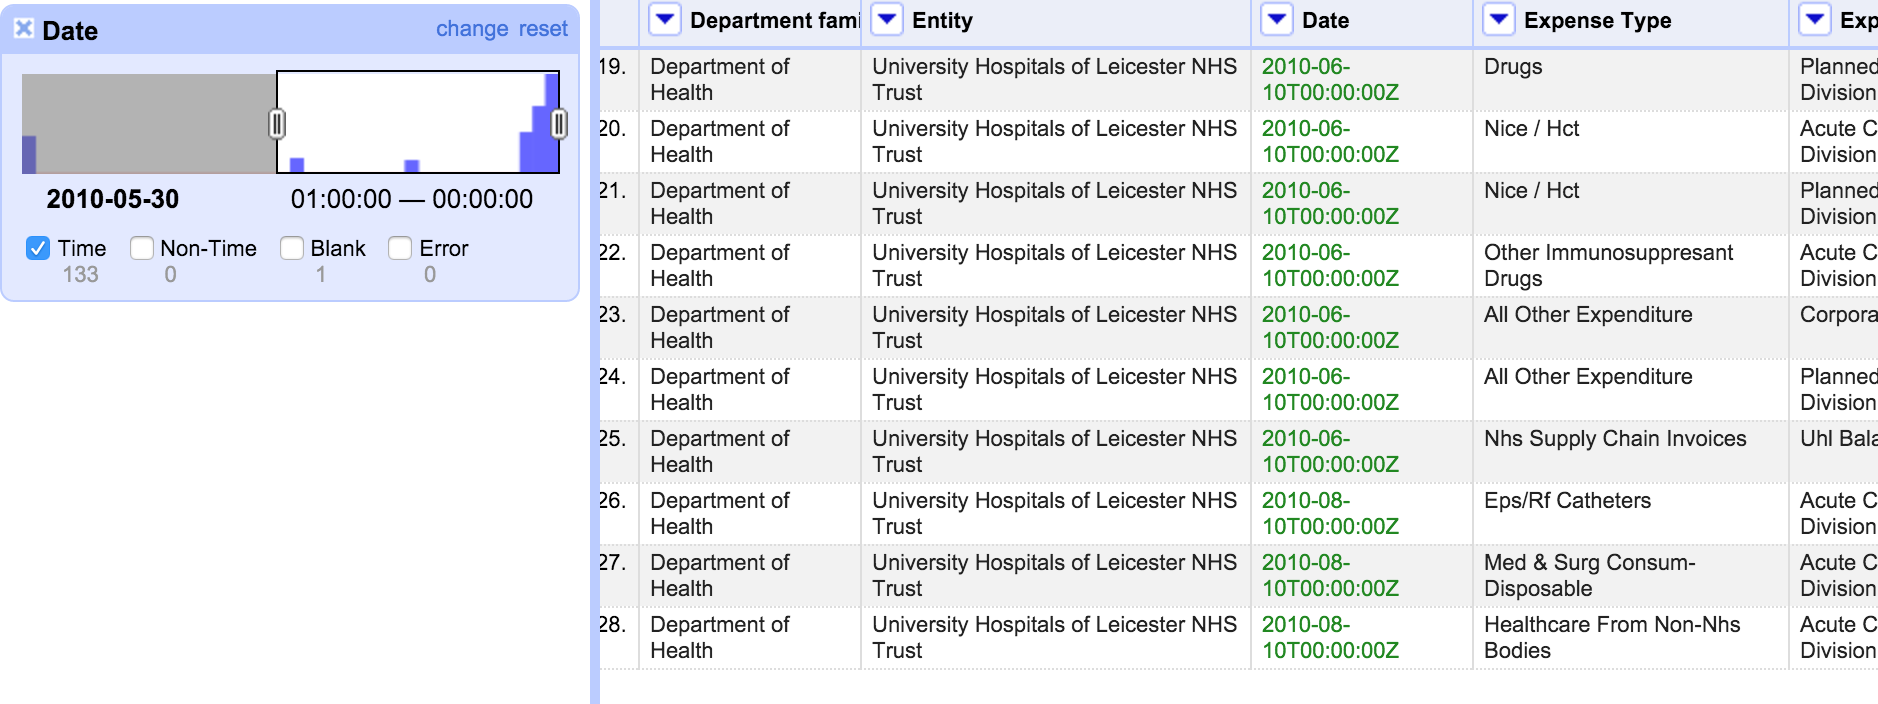 Date change reset
2010-05-30 01:00:00 — 00:00:00
Time Non-Time Blank Error
133 0 1 0
Department fami Entity Date Expense Type Exp
19. Department of University Hospitals of Leicester NHS 2010-06- Drugs Planned
Health Trust 10T00:00:00Z Division
20. Department of University Hospitals of Leicester NHS 2010-06- Nice / Hct Acute C
Health Trust 10T00:00:00Z Division
21. Department of University Hospitals of Leicester NHS 2010-06- Nice / Hct Planned
Health Trust 10T00:00:00Z Division
22. Department of University Hospitals of Leicester NHS 2010-06- Other Immunosuppresant Acute C
Health Trust 10T00:00:00Z Drugs Division
23. Department of University Hospitals of Leicester NHS 2010-06- All Other Expenditure Corpora
Health Trust 10T00:00:00Z
24. Department of University Hospitals of Leicester NHS 2010-06- All Other Expenditure Planned
Health Trust 10T00:00:00Z Division
25. Department of University Hospitals of Leicester NHS 2010-06- Nhs Supply Chain Invoices Uhl Bala
Health Trust 10T00:00:00Z
26. Department of University Hospitals of Leicester NHS 2010-08- Eps/Rf Catheters Acute C
Health Trust 10T00:00:00Z Division
27. Department of University Hospitals of Leicester NHS 2010-08- Med & Surg Consum- Acute C
Health Trust 10T00:00:00Z Disposable Division
28. Department of University Hospitals of Leicester NHS 2010-08- Healthcare From Non-Nhs Acute C
Health Trust 10T00:00:00Z Bodies Division